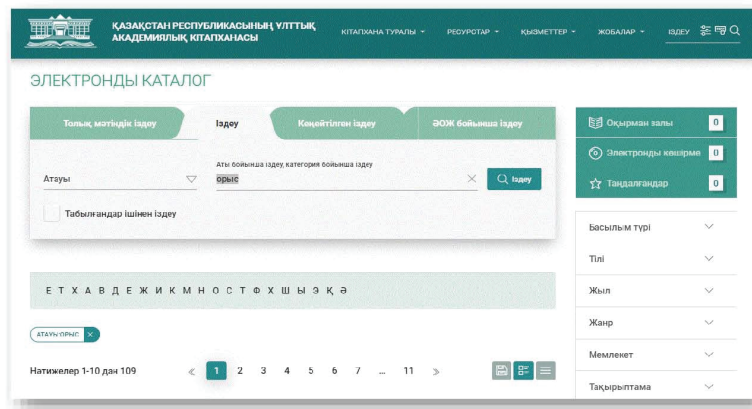 ҚАЗАҚСТАН РЕСПУБЛИКАСЫНЫҢ ҰЛТТЫҚ
АКАДЕМИЯЛЫҚ КІТАПХАНАСЫ
КІТАПХАНА ТУРАЛЫ
РЕСУРСТАР
ҚЫЗМЕТТЕР
ЖОБАЛАР
ІЗДЕУ
ЭЛЕКТРОНДЫ КАТАЛОГ
Толық мәтіндік іздеу
Іздеу
Кеңейтілген іздеу
ӘОЖ бойынша іздеу
Атауы
Аты бойынша іздеу, категория бойынша іздеу
орыс
Іздеу
Табылғандар ішінен іздеу
Оқырман залы 0
Электронды көшірме 0
Таңдалғандар 0
Басылым түрі
Тілі
Жыл
Жанр
Мемлекет
Тақырыптама
Е Т Х А В Д Е Ж И К М Н О С Т Ф Х Ш Ы Э Қ Ә
АТАУЫ:ОРЫС ×
Нәтижелер 1-10 дан 109
« 1 2 3 4 5 6 7 ... 11 »